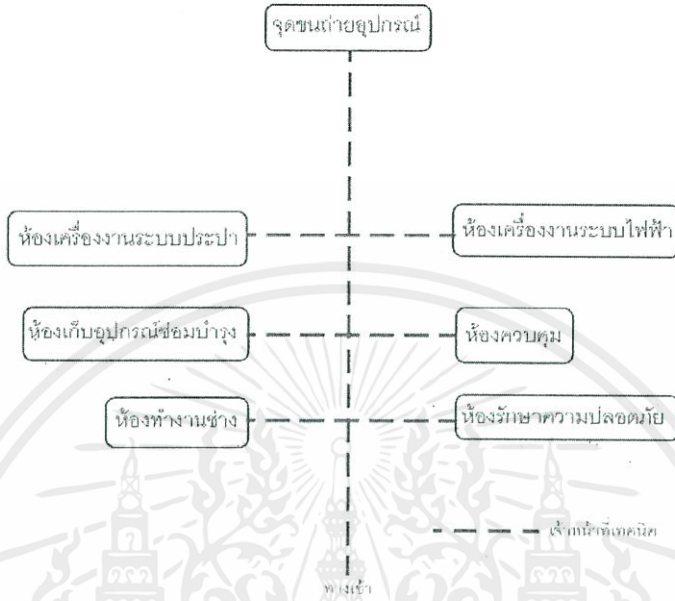 จุดขนถ่ายอุปกรณ์
ห้องเครื่องงานระบบประปา
ห้องเครื่องงานระบบไฟฟ้า
ห้องเก็บอุปกรณ์ซ่อมบำรุง
ห้องควบคุม
ห้องทำงานช่าง
ห้องรักษาความปลอดภัย
เจ้าหน้าที่เทคนิค
ทางเข้า